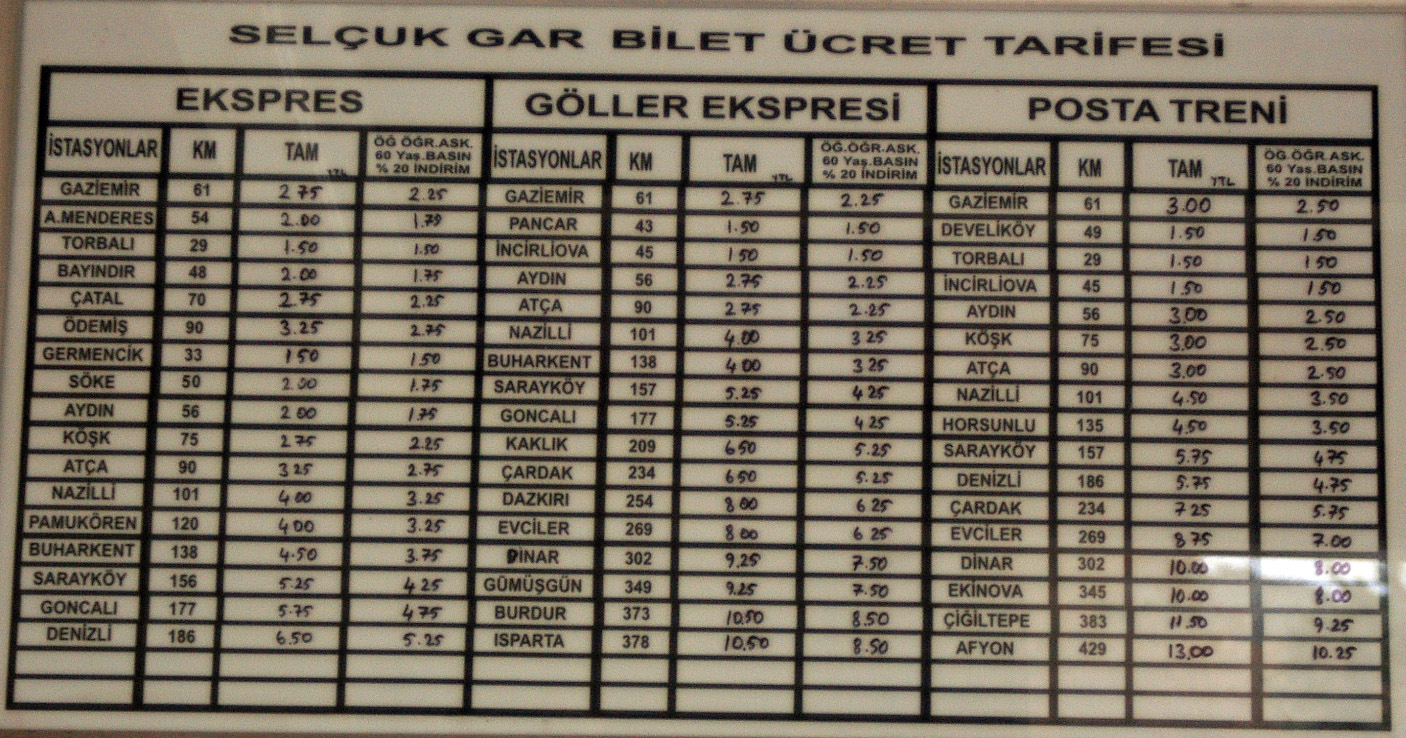 SELÇUK GAR BİLET ÜCRET TARİFESİ
EKSPRES GÖLLER EKSPRESİ POSTA TRENİ
İSTASYONLAR KM TAM YTL ÖĞ.ÖĞR.ASK. 60 Yaş.BASIN % 20 İNDİRİM İSTASYONLAR KM TAM YTL ÖĞ.ÖĞR.ASK. 60 Yaş.BASIN % 20 İNDİRİM İSTASYONLAR KM TAM YTL ÖĞ.ÖĞR.ASK. 60 Yaş.BASIN % 20 İNDİRİM
GAZİEMİR 61 2.75 2.25 GAZİEMİR 61 2.75 2.25 GAZİEMİR 61 3.00 2.50
A.MENDERES 54 2.00 1.75 PANCAR 43 1.50 1.50 DEVELİKÖY 49 1.50 1.50
TORBALI 29 1.50 1.50 İNCİRLİOVA 45 1.50 1.50 TORBALI 29 1.50 1.50
BAYINDIR 48 2.00 1.75 AYDIN 56 2.75 2.25 İNCİRLİOVA 45 1.50 1.50
ÇATAL 70 2.75 2.25 ATÇA 90 2.75 2.25 AYDIN 56 3.00 2.50
ÖDEMİŞ 90 3.25 2.75 NAZİLLİ 101 4.00 3.25 KÖŞK 75 3.00 2.50
GERMENCİK 33 1.50 1.50 BUHARKENT 138 4.00 3.25 ATÇA 90 3.00 2.50
SÖKE 50 2.00 1.75 SARAYKÖY 157 5.25 4.25 NAZİLLİ 101 4.50 3.50
AYDIN 56 2.00 1.75 GONCALI 177 5.25 4.25 HORSUNLU 135 4.50 3.50
KÖŞK 75 2.75 2.25 KAKLIK 209 6.50 5.25 SARAYKÖY 157 5.75 4.75
ATÇA 90 3.25 2.75 ÇARDAK 234 6.50 5.25 DENİZLİ 186 5.75 4.75
NAZİLLİ 101 4.00 3.25 DAZKIRI 254 8.00 6.25 ÇARDAK 234 7.25 5.75
PAMUKÖREN 120 4.00 3.25 EVCİLER 269 8.00 6.25 EVCİLER 269 8.75 7.00
BUHARKENT 138 4.50 3.75 DİNAR 302 9.25 7.50 DİNAR 302 10.00 8.00
SARAYKÖY 156 5.25 4.25 GÜMÜŞGÜN 349 9.25 7.50 EKİNOVA 345 10.00 8.00
GONCALI 177 5.75 4.75 BURDUR 373 10.50 8.50 ÇİĞİLTEPE 383 11.50 9.25
DENİZLİ 186 6.50 5.25 ISPARTA 378 10.50 8.50 AFYON 429 13.00 10.25